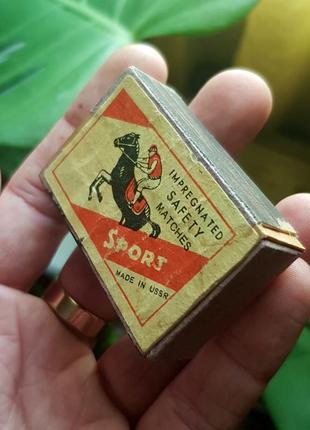 IMPREGNATED
SAFETY
MATCHES
SPORT
MADE IN USSR